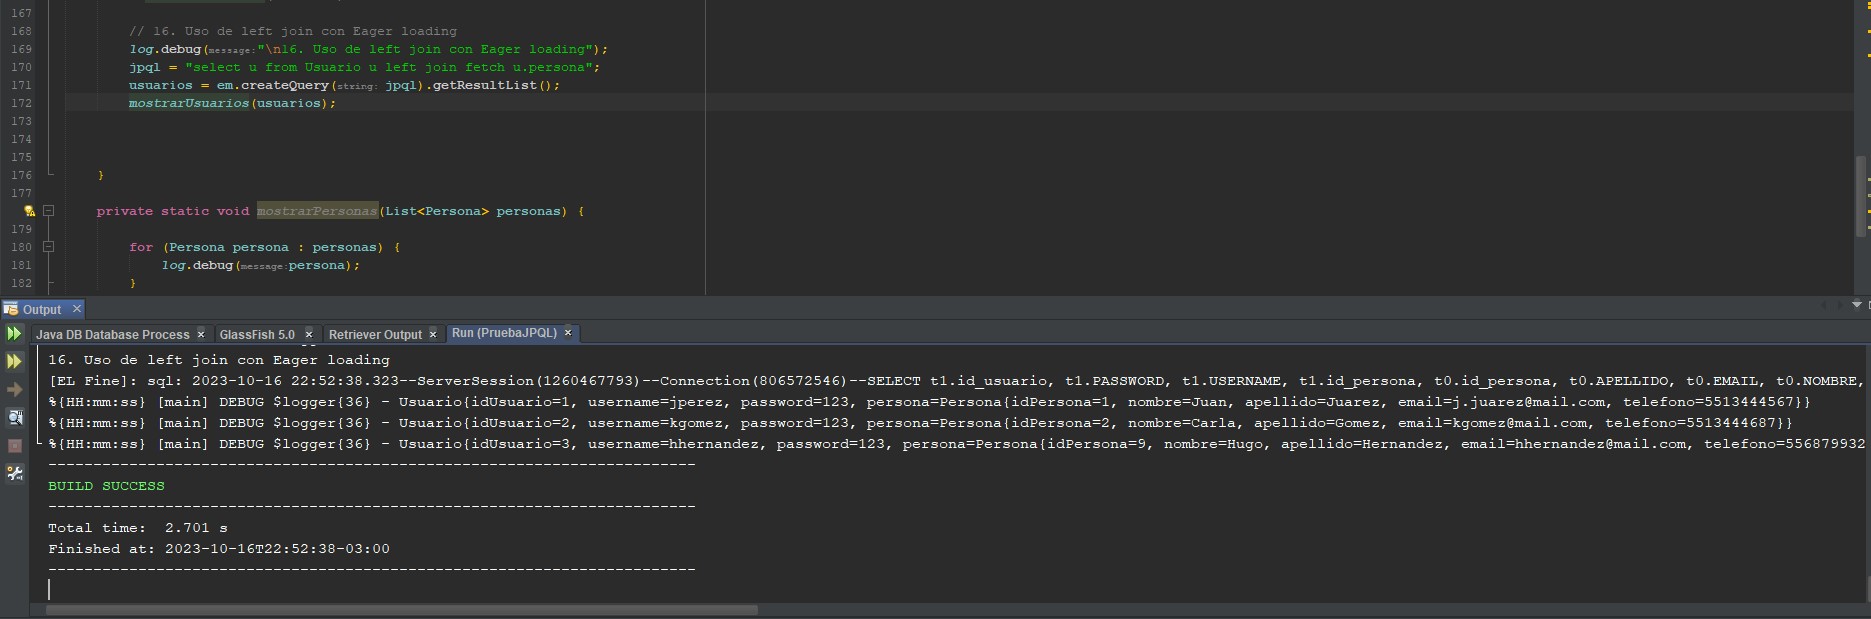 167
168 // 16. Uso de left join con Eager loading
169 log.debug(message:"\n16. Uso de left join con Eager loading");
170 jpql = "select u from Usuario u left join fetch u.persona";
171 usuarios = em.createQuery(string: jpql).getResultList();
172 mostrarUsuarios(usuarios);
173
174
175
176 }
177
private static void mostrarPersonas(List<Persona> personas) {
179
180 for (Persona persona : personas) {
181 log.debug(message:persona);
182 }
Output
Java DB Database Process GlassFish 5.0 Retriever Output Run (PruebaJPQL)
16. Uso de left join con Eager loading
[EL Fine]: sql: 2023-10-16 22:52:38.323--ServerSession(1260467793)--Connection(806572546)--SELECT t1.id_usuario, t1.PASSWORD, t1.USERNAME, t1.id_persona, t0.id_persona, t0.APELLIDO, t0.EMAIL, t0.NOMBRE,
%{HH:mm:ss} [main] DEBUG $logger{36} - Usuario{idUsuario=1, username=jperez, password=123, persona=Persona{idPersona=1, nombre=Juan, apellido=Juarez, email=j.juarez@mail.com, telefono=5513444567}}
%{HH:mm:ss} [main] DEBUG $logger{36} - Usuario{idUsuario=2, username=kgomez, password=123, persona=Persona{idPersona=2, nombre=Carla, apellido=Gomez, email=kgomez@mail.com, telefono=5513444687}}
%{HH:mm:ss} [main] DEBUG $logger{36} - Usuario{idUsuario=3, username=hhernandez, password=123, persona=Persona{idPersona=9, nombre=Hugo, apellido=Hernandez, email=hhernandez@mail.com, telefono=556879932
------------------------------------------------------------------------
BUILD SUCCESS
------------------------------------------------------------------------
Total time:  2.701 s
Finished at: 2023-10-16T22:52:38-03:00
------------------------------------------------------------------------